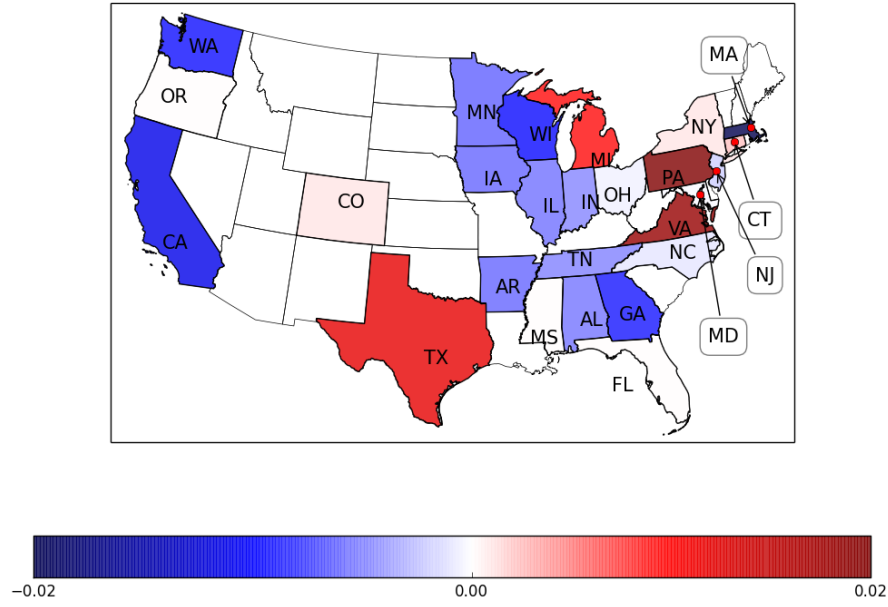 MA
WA
OR
NY
MN
WI
MI
PA
IA
CO
IL
IN
OH
CT
VA
CA
NC
TN
NJ
AR
AL
GA
MS
MD
TX
FL
−0.02
0.00
0.02